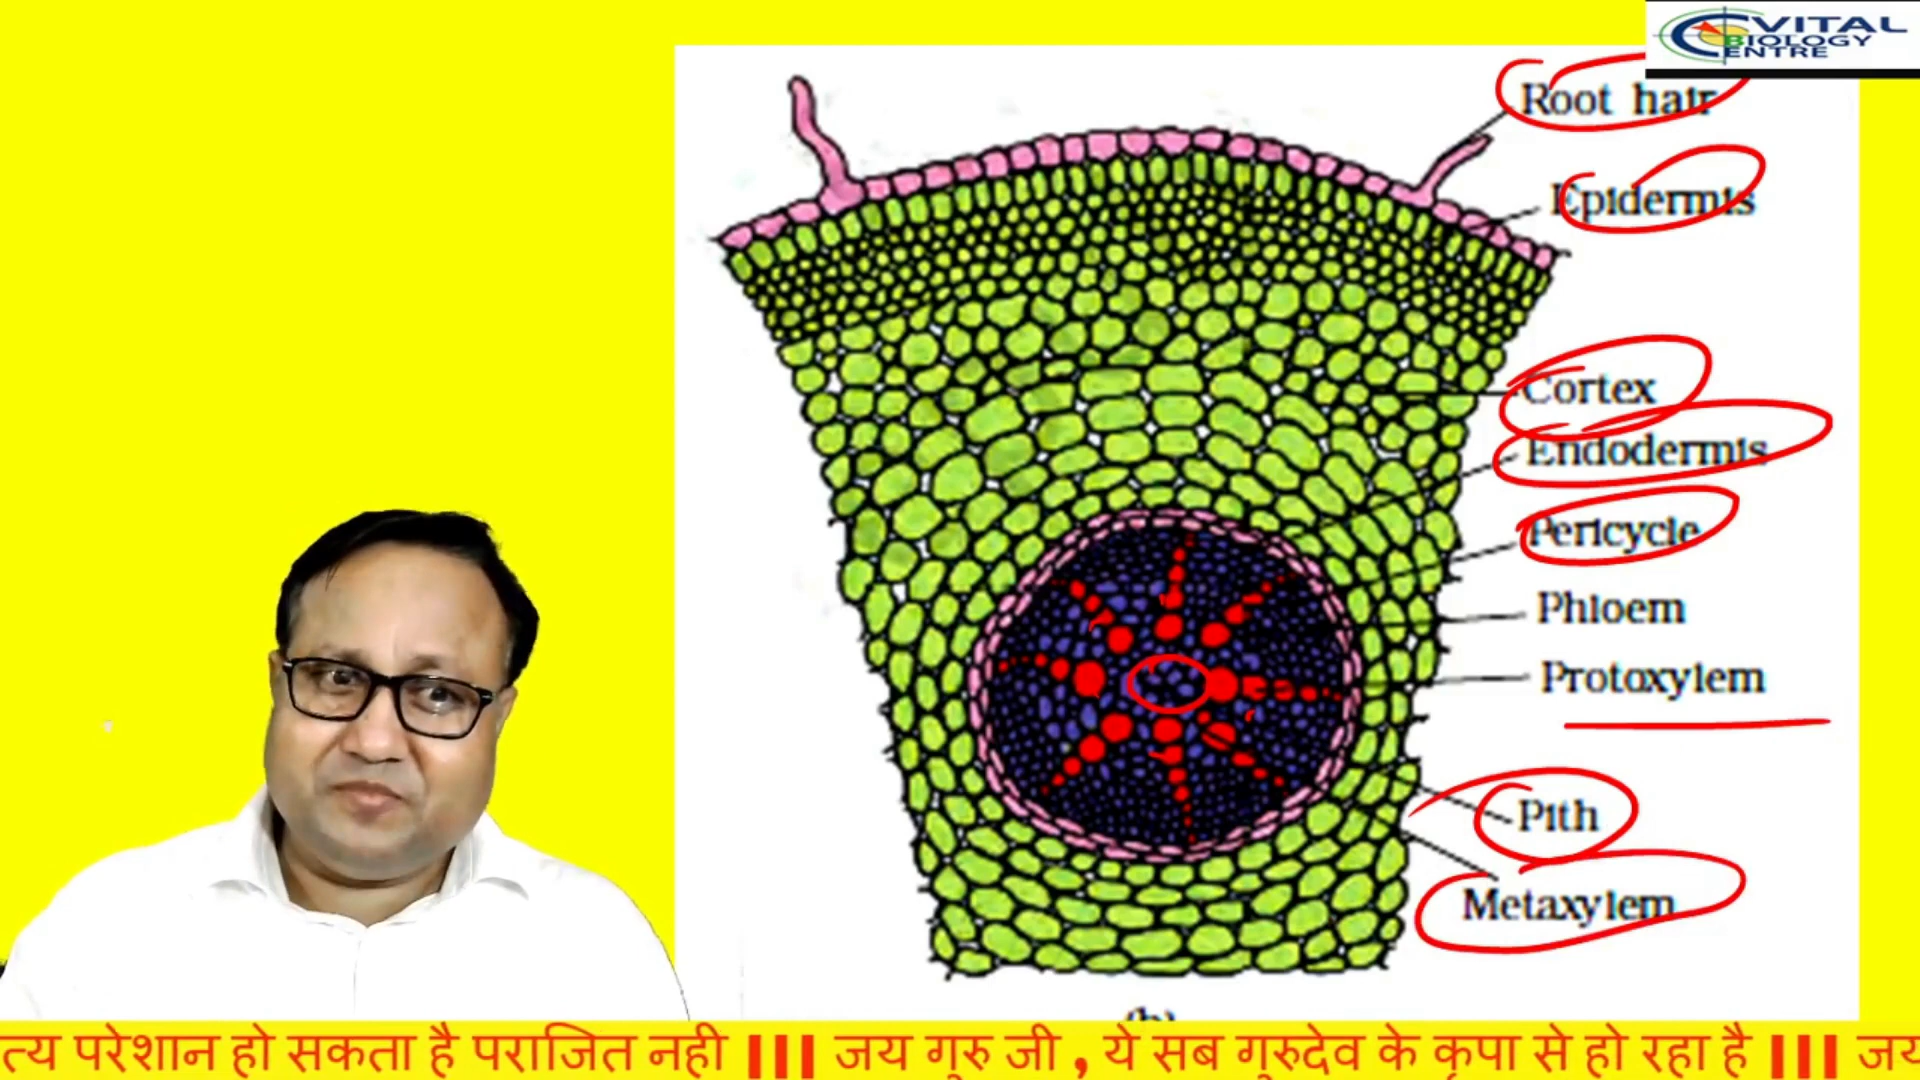 VITAL
BIOLOGY
CENTRE
Root hair
Epidermis
Cortex
Endodermis
Pericycle
Phloem
Protoxylem
Pith
Metaxylem
(b)
त्य परेशान हो सकता है पराजित नही ।।। जय गुरु जी , ये सब गुरुदेव के कृपा से हो रहा है ।।। जय